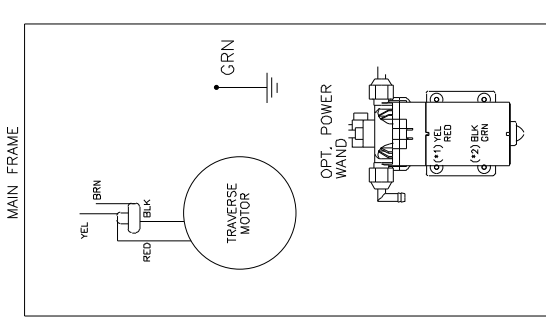 MAIN FRAME
GRN
OPT. POWER
WAND
(*1) YEL
RED
(*2) BLK
GRN
BRN
YEL
BLK
RED
TRAVERSE
MOTOR